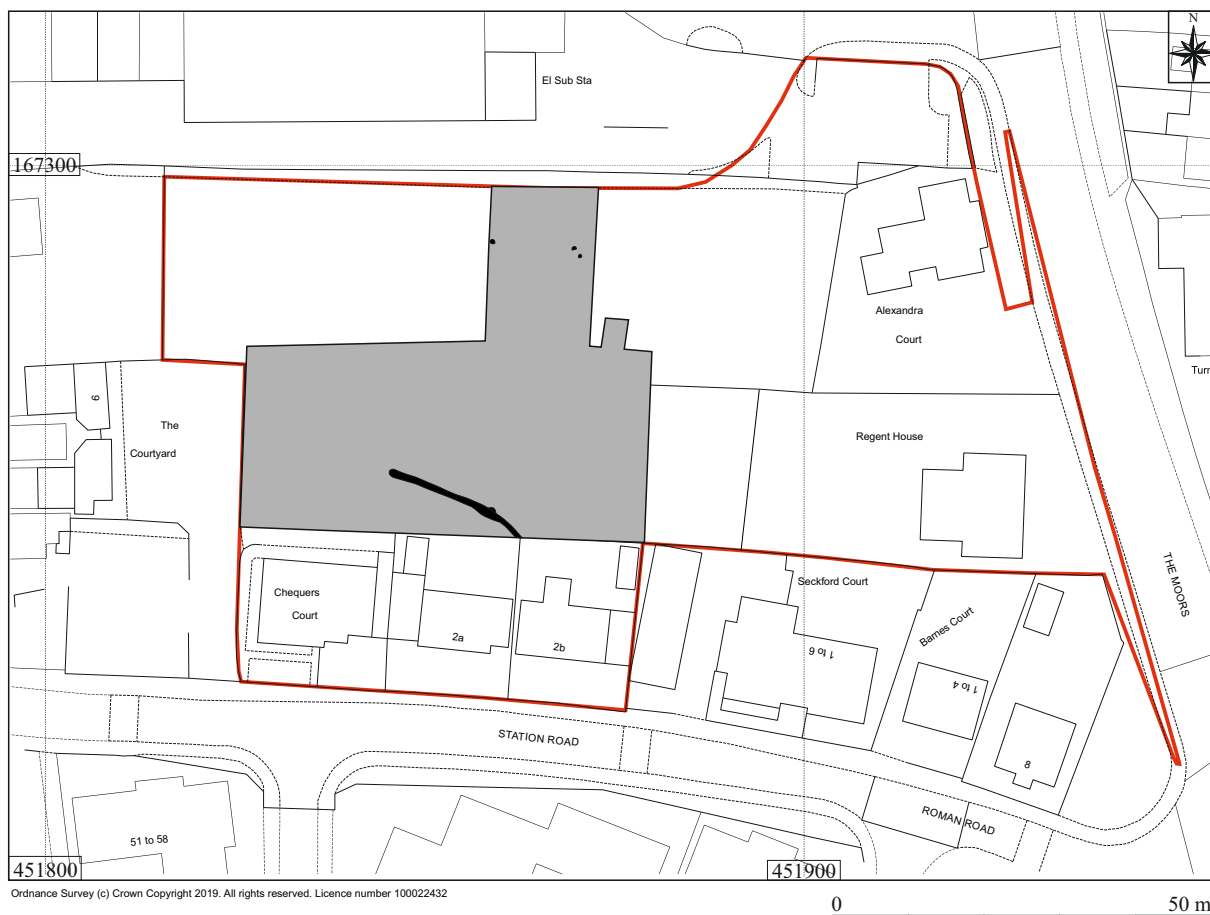 N
El Sub Sta
167300
Alexandra
Court
Turn
6
The
Courtyard
Regent House
THE MOORS
Seckford Court
Chequers
Court
Barnes Court
2a
2b
1 to 6
1 to 4
STATION ROAD
8
ROMAN ROAD
51 to 58
451800
451900
Ordnance Survey (c) Crown Copyright 2019. All rights reserved. Licence number 100022432
0
50 m